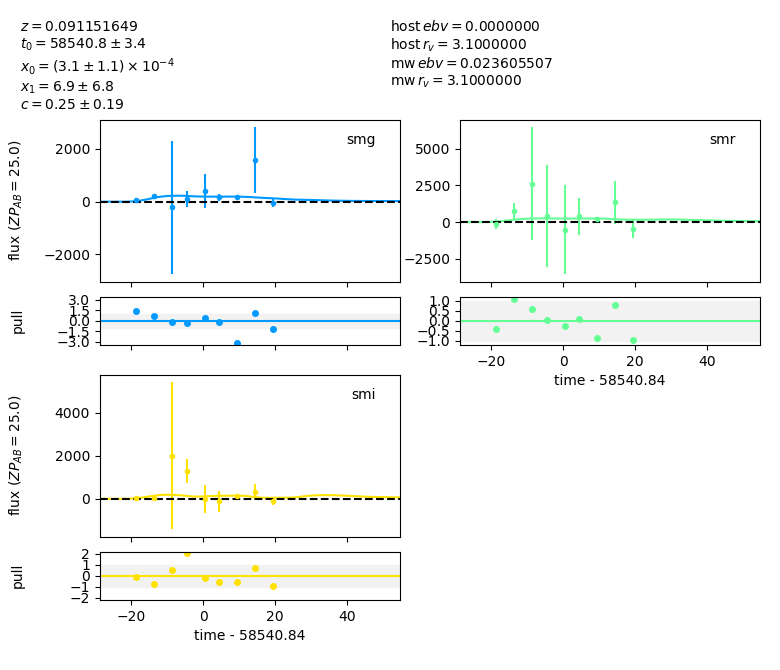 z = 0.091151649
t₀ = 58540.8 ± 3.4
x₀ = (3.1 ± 1.1) × 10⁻⁴
x₁ = 6.9 ± 6.8
c = 0.25 ± 0.19
host ebv = 0.0000000
host r_v = 3.1000000
mw ebv = 0.023605507
mw r_v = 3.1000000
smg
2000
0
−2000
flux (ZP_AB = 25.0)
smr
5000
2500
0
−2500
3.0
1.5
0.0
−1.5
−3.0
pull
1.0
0.5
0.0
−0.5
−1.0
−20 0 20 40
time - 58540.84
smi
4000
2000
0
flux (ZP_AB = 25.0)
2
1
0
−1
−2
pull
−20 0 20 40
time - 58540.84